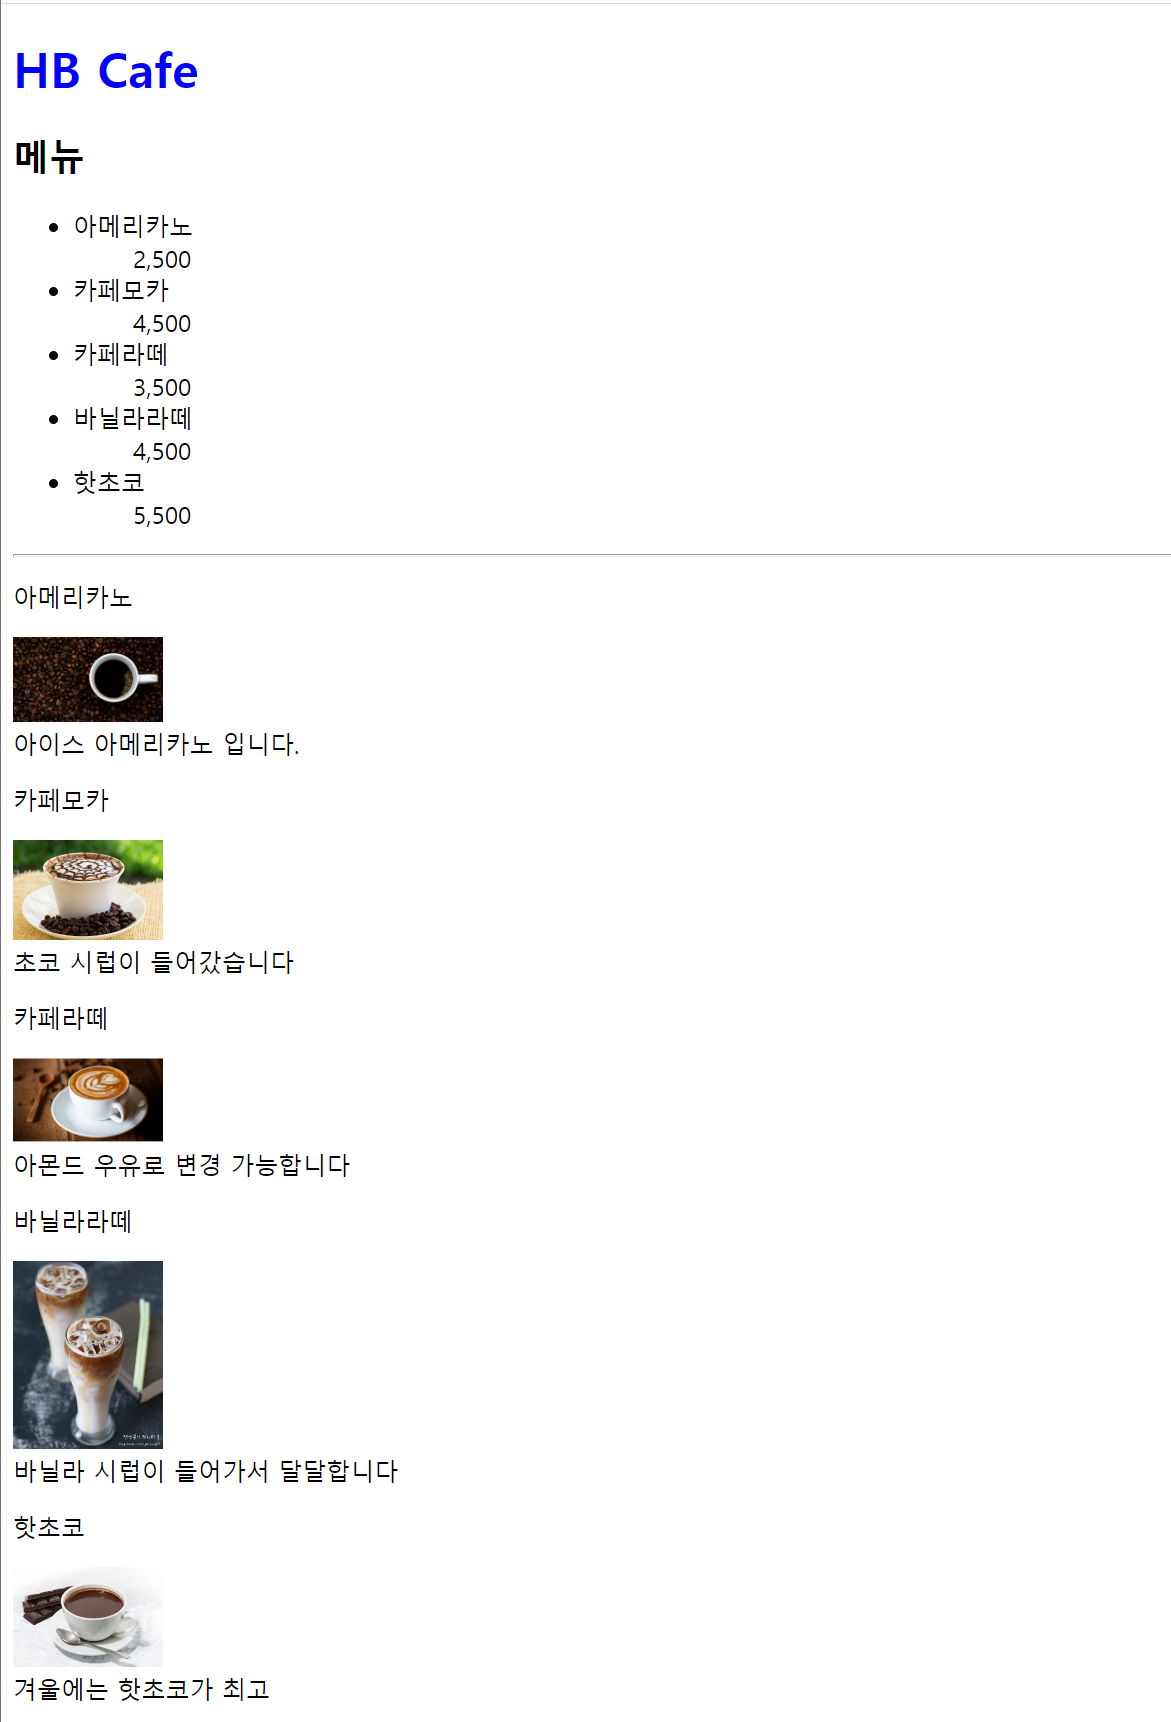 HB Cafe
메뉴
아메리카노
2,500
카페모카
4,500
카페라떼
3,500
바닐라라떼
4,500
핫초코
5,500
아메리카노
아이스 아메리카노 입니다.
카페모카
초코 시럽이 들어갔습니다
카페라떼
아몬드 우유로 변경 가능합니다
바닐라라떼
바닐라 시럽이 들어가서 달달합니다
핫초코
겨울에는 핫초코가 최고